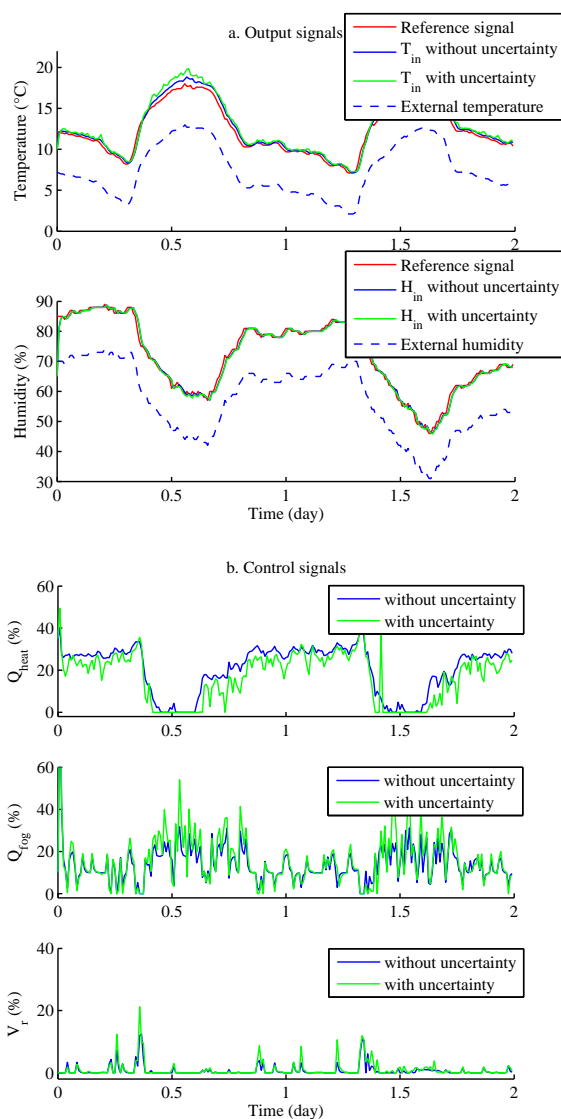 a. Output signals
Reference signal
T_in without uncertainty
T_in with uncertainty
External temperature
Temperature (°C)
20
15
10
5
0
0 0.5 1 1.5 2
Reference signal
H_in without uncertainty
H_in with uncertainty
External humidity
Humidity (%)
90
80
70
60
50
40
30
0 0.5 1 1.5 2
Time (day)
b. Control signals
without uncertainty
with uncertainty
Q_heat (%)
60
40
20
0
0 0.5 1 1.5 2
without uncertainty
with uncertainty
Q_fog (%)
60
40
20
0
0 0.5 1 1.5 2
without uncertainty
with uncertainty
V_r (%)
40
20
0
0 0.5 1 1.5 2
Time (day)